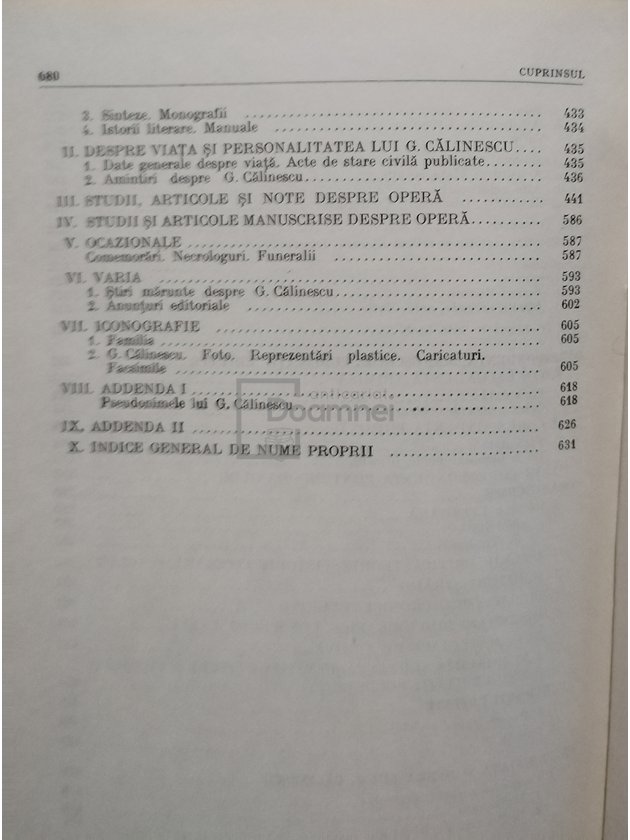 680 CUPRINSUL
3. Sinteze. Monografii .......... 433
4. Istorii literare. Manuale .......... 434
II. DESPRE VIAȚA ȘI PERSONALITATEA LUI G. CĂLINESCU .... 435
1. Date generale despre viață. Acte de stare civilă publicate .......... 435
2. Amintiri despre G. Călinescu .......... 436
III. STUDII, ARTICOLE ȘI NOTE DESPRE OPERĂ .......... 441
IV. STUDII ȘI ARTICOLE MANUSCRISE DESPRE OPERĂ .......... 586
V. OCAZIONALE .......... 587
Comemorări. Necrologuri. Funeralii .......... 587
VI. VARIA .......... 593
1. Știri mărunte despre G. Călinescu .......... 593
2. Anunțuri editoriale .......... 602
VII. ICONOGRAFIE .......... 605
1. Familia .......... 605
2. G. Călinescu. Foto. Reprezentări plastice. Caricaturi.
Facsimile .......... 605
VIII. ADDENDA I .......... 618
Pseudonimele lui G. Călinescu .......... 618
IX. ADDENDA II .......... 626
X. INDICE GENERAL DE NUME PROPRII .......... 631
anticariat
Doamnei